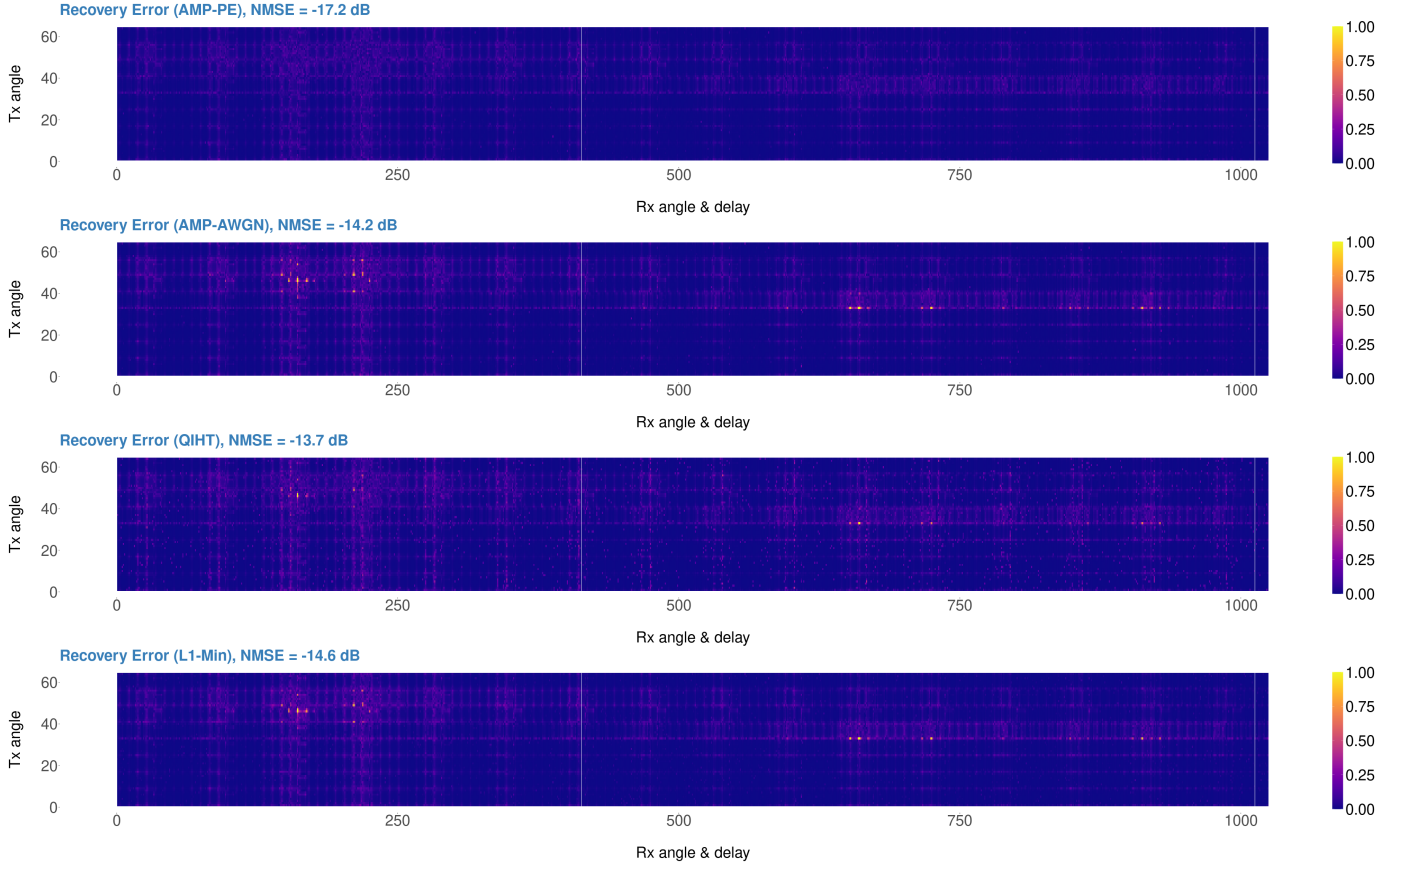 Recovery Error (AMP-PE), NMSE = -17.2 dB
Tx angle
60
40
20
0
0 250 500 750 1000
Rx angle & delay
1.00
0.75
0.50
0.25
0.00
Recovery Error (AMP-AWGN), NMSE = -14.2 dB
Tx angle
60
40
20
0
0 250 500 750 1000
Rx angle & delay
1.00
0.75
0.50
0.25
0.00
Recovery Error (QIHT), NMSE = -13.7 dB
Tx angle
60
40
20
0
0 250 500 750 1000
Rx angle & delay
1.00
0.75
0.50
0.25
0.00
Recovery Error (L1-Min), NMSE = -14.6 dB
Tx angle
60
40
20
0
0 250 500 750 1000
Rx angle & delay
1.00
0.75
0.50
0.25
0.00